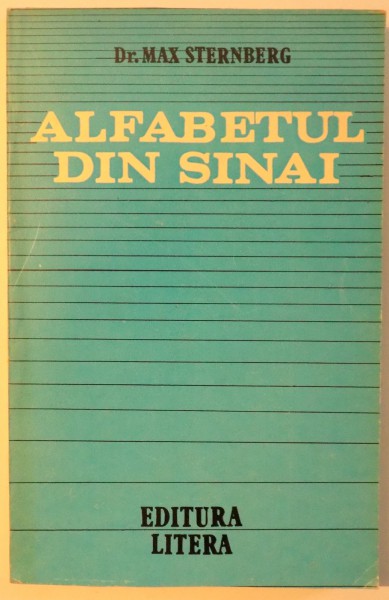 Dr. MAX STERNBERG
ALFABETUL
DIN SINAI
EDITURA
LITERA